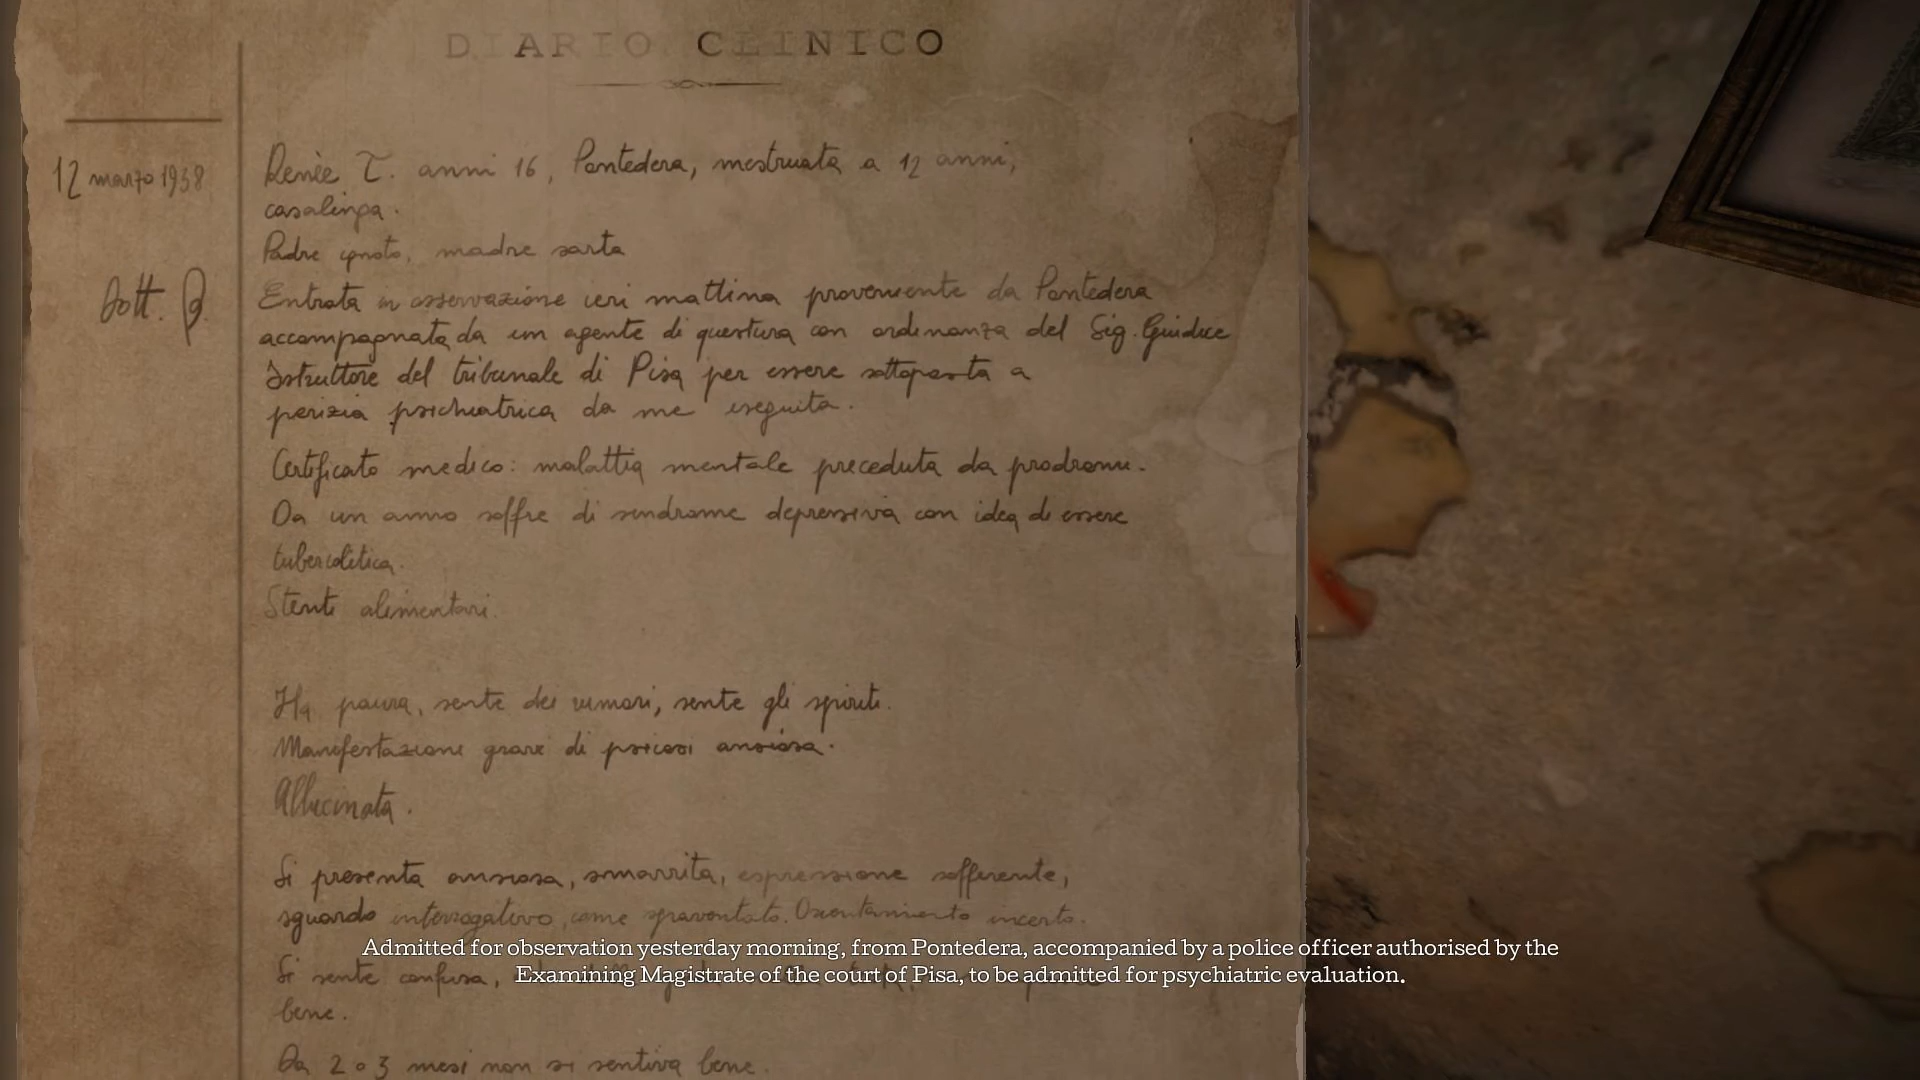 DIARIO CLINICO
12 marzo 1938
Renèe T. anni 16, Pontedera, mestruata a 12 anni,
casalinga.
Padre ignoto, madre sarta
Dott. G.
Entrata in osservazione ieri mattina proveniente da Pontedera
accompagnata da un agente di questura con ordinanza del Sig. Giudice
Istruttore del tribunale di Pisa per essere sottoposta a
perizia psichiatrica da me eseguita.
Certificato medico: malattia mentale preceduta da prodromi.
Da un anno soffre di sindrome depressiva con idea di essere
tubercolitica.
Stenti alimentari.
Ha paura, sente dei rumori, sente gli spiriti.
Manifestazioni gravi di psicosi ansiosa.
Allucinata.
Si presenta ansiosa, smarrita, espressione sofferente,
sguardo interrogativo, come spaventato. Orientamento incerto.
Si sente confusa,
bene.
Da 2 o 3 mesi non si sentiva bene.
Admitted for observation yesterday morning, from Pontedera, accompanied by a police officer authorised by the
Examining Magistrate of the court of Pisa, to be admitted for psychiatric evaluation.